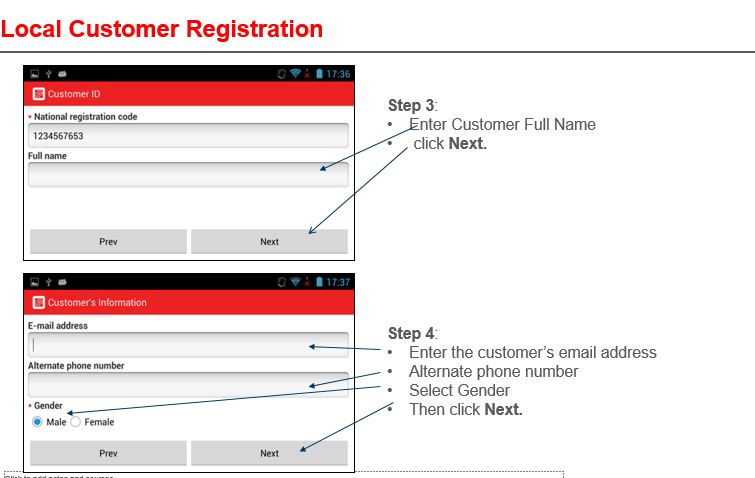 Local Customer Registration
17:36
Customer ID
* National registration code
1234567653
Full name
Prev Next
Step 3:
• Enter Customer Full Name
• click Next.
17:37
Customer's Information
E-mail address
Alternate phone number
* Gender
Male Female
Prev Next
Step 4:
• Enter the customer's email address
• Alternate phone number
• Select Gender
• Then click Next.